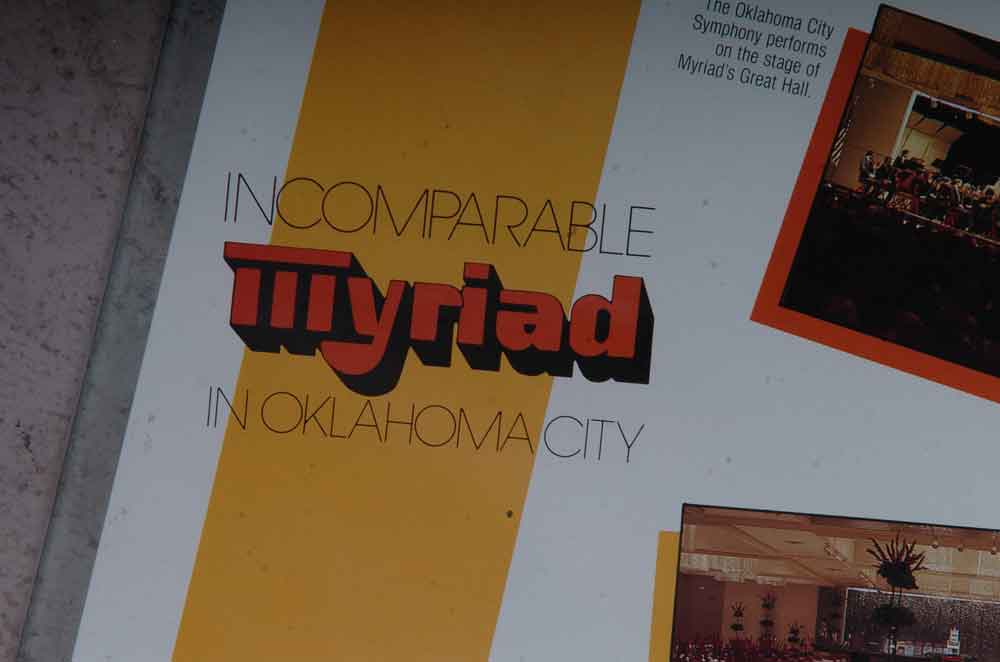 The Oklahoma City
Symphony performs
on the stage of
Myriad's Great Hall.
INCOMPARABLE
myriad
IN OKLAHOMA CITY